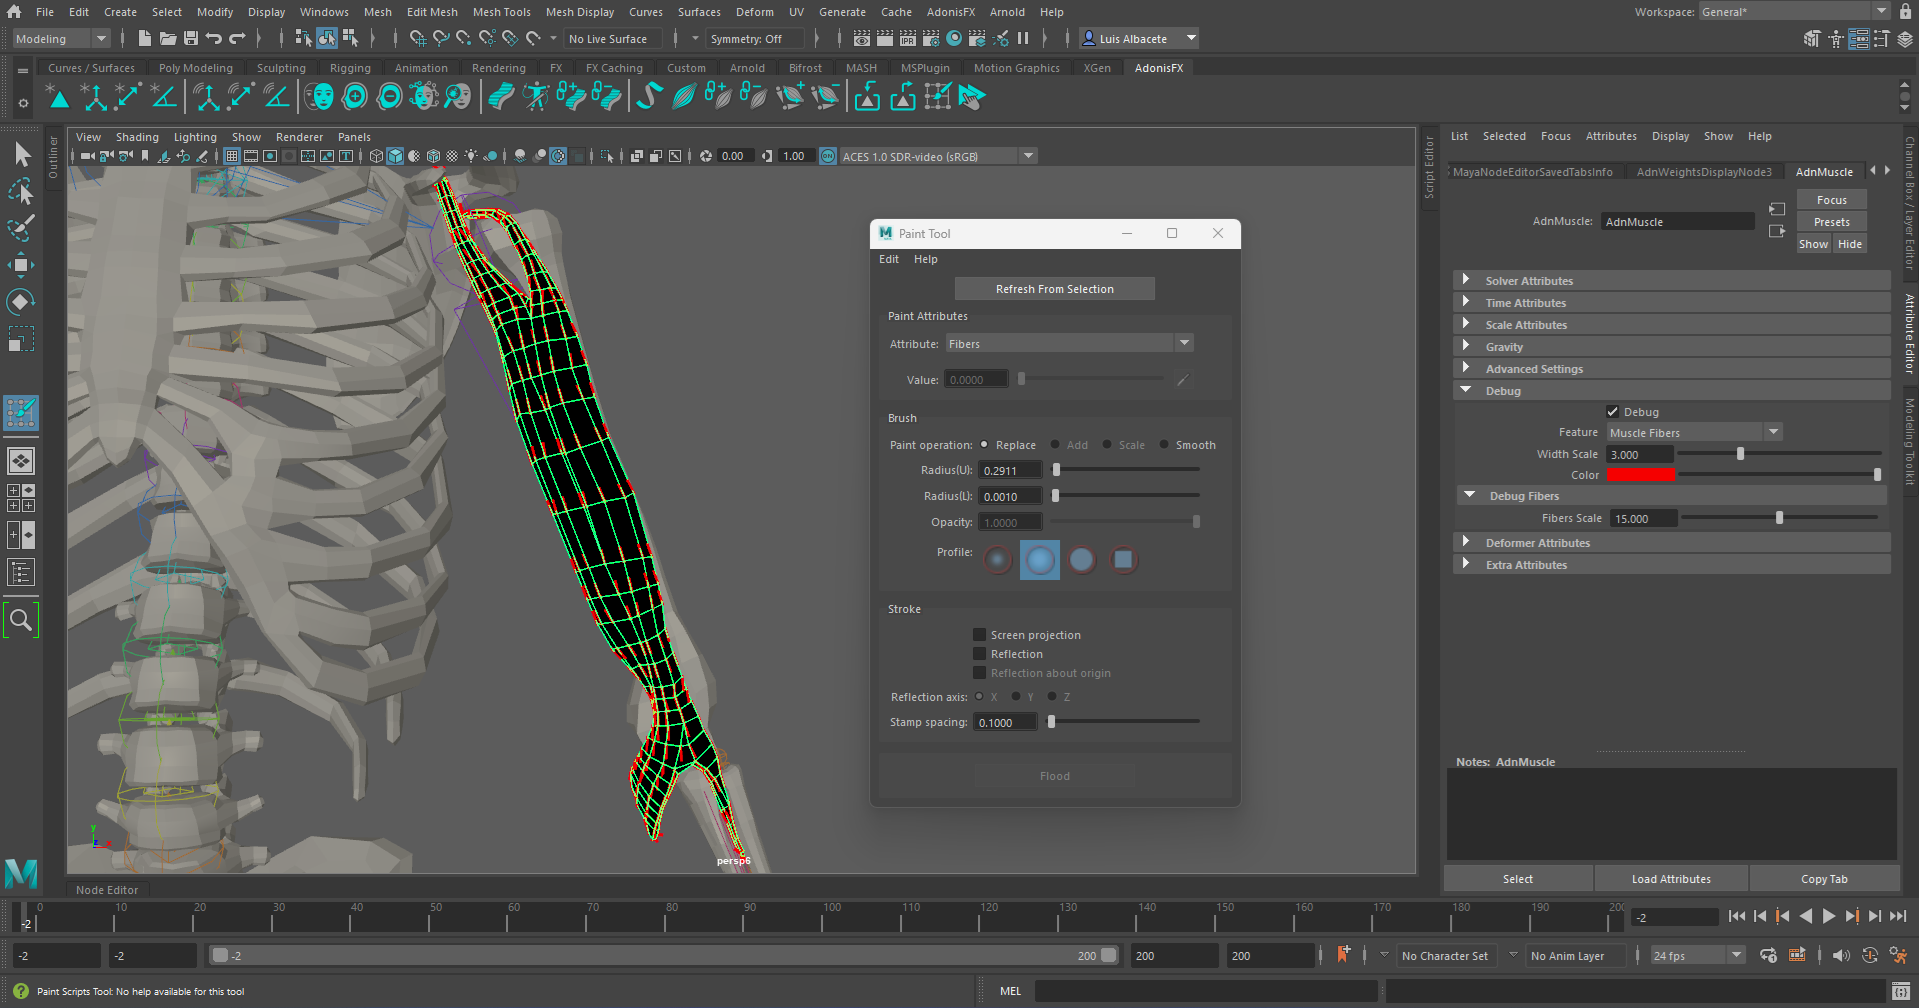 File Edit Create Select Modify Display Windows Mesh Edit Mesh Mesh Tools Mesh Display Curves Surfaces Deform UV Generate Cache AdonisFX Arnold Help Workspace: General*
Modeling No Live Surface Symmetry: Off IPR Luis Albacete
Curves / Surfaces Poly Modeling Sculpting Rigging Animation Rendering FX FX Caching Custom Arnold Bifrost MASH MSPlugin Motion Graphics XGen AdonisFX
Outliner
View Shading Lighting Show Renderer Panels
0.00 1.00 ON ACES 1.0 SDR-video (sRGB)
persp6
y
z
Node Editor
Script Editor
Paint Tool
Edit Help
Refresh From Selection
Paint Attributes
Attribute: Fibers
Value: 0.0000
Brush
Paint operation: Replace Add Scale Smooth
Radius(U): 0.2911
Radius(L): 0.0010
Opacity: 1.0000
Profile:
Stroke
Screen projection
Reflection
Reflection about origin
Reflection axis: X Y Z
Stamp spacing: 0.1000
Flood
List Selected Focus Attributes Display Show Help
MayaNodeEditorSavedTabsInfo AdnWeightsDisplayNode3 AdnMuscle
AdnMuscle: AdnMuscle
Focus
Presets
Show Hide
Solver Attributes
Time Attributes
Scale Attributes
Gravity
Advanced Settings
Debug
Debug
Feature Muscle Fibers
Width Scale 3.000
Color
Debug Fibers
Fibers Scale 15.000
Deformer Attributes
Extra Attributes
Notes: AdnMuscle
Select Load Attributes Copy Tab
Channel Box / Layer Editor
Attribute Editor
Modeling Toolkit
0 10 20 30 40 50 60 70 80 90 100 110 120 130 140 150 160 170 180 190 200
-2
-2
-2 -2 -2 200 200 200 No Character Set No Anim Layer 24 fps
Paint Scripts Tool: No help available for this tool MEL